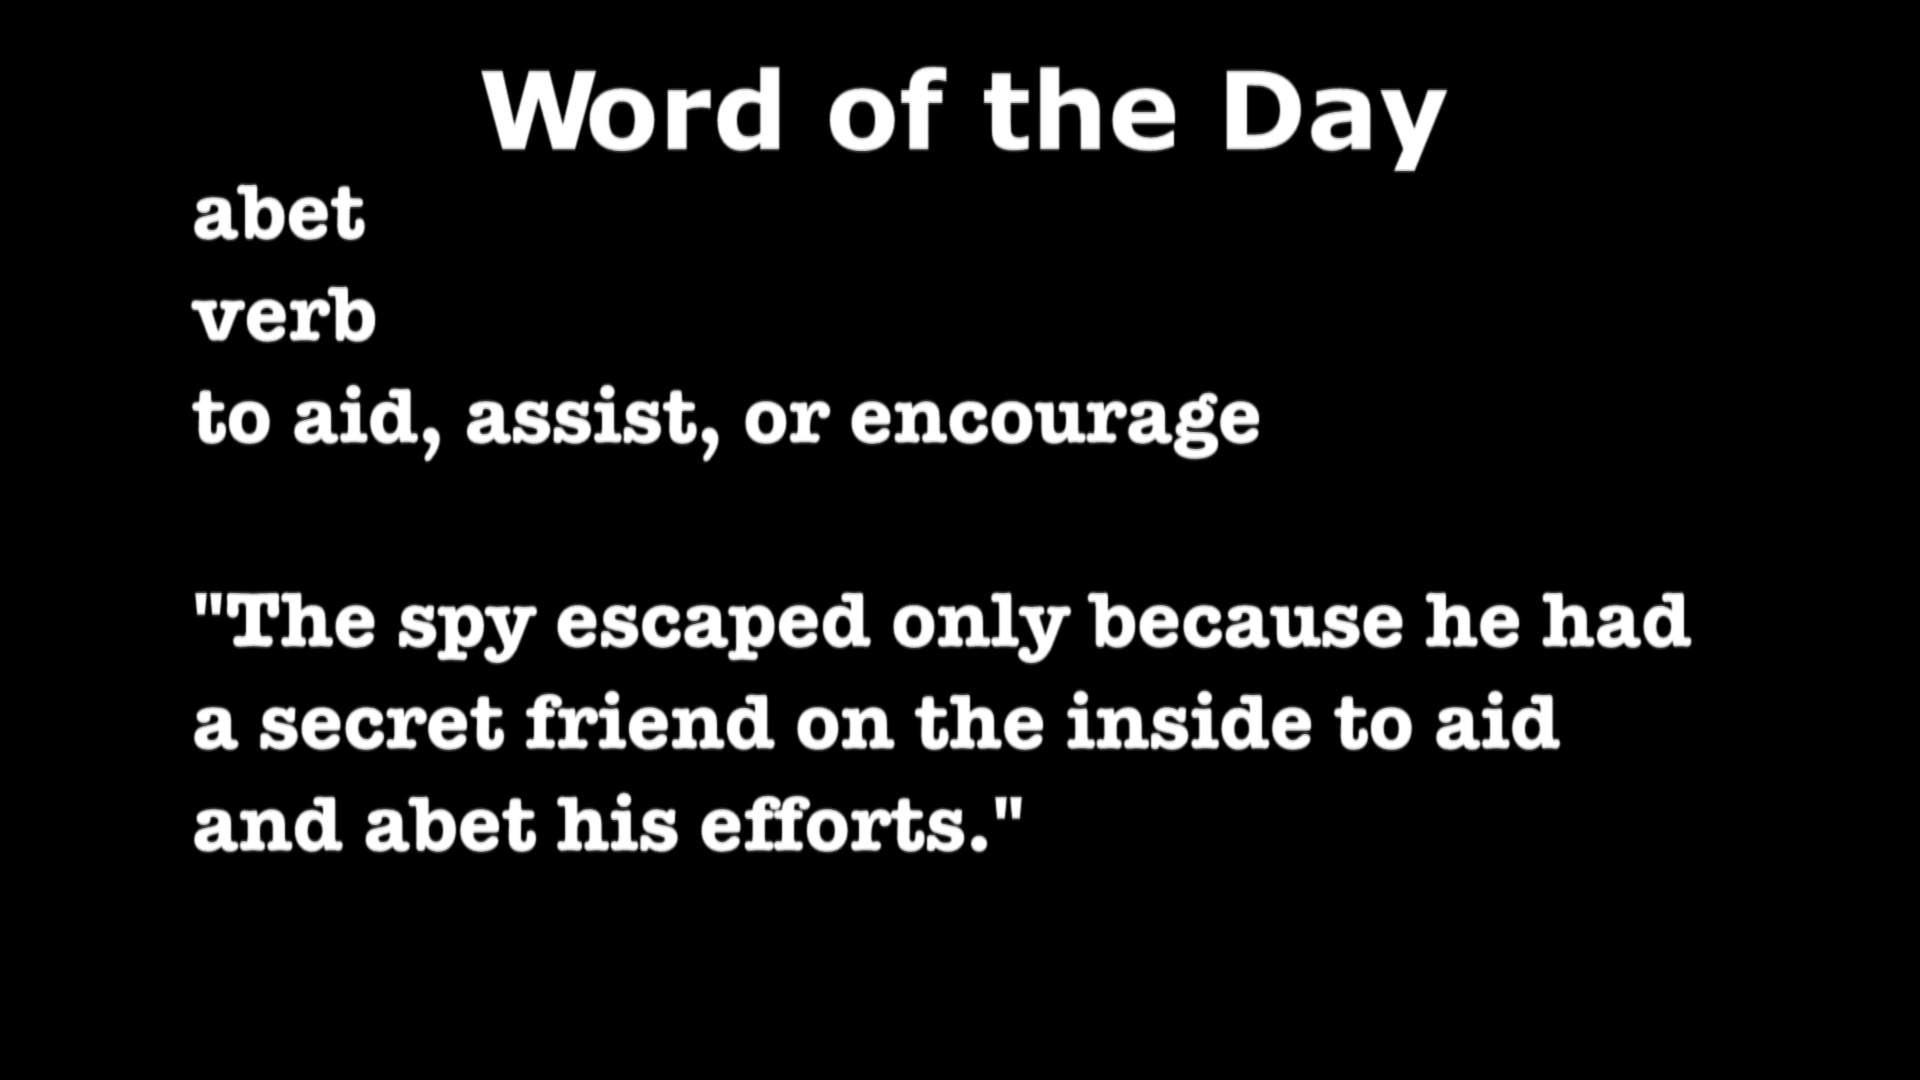 Word of the Day
abet
verb
to aid, assist, or encourage
"The spy escaped only because he had
a secret friend on the inside to aid
and abet his efforts."